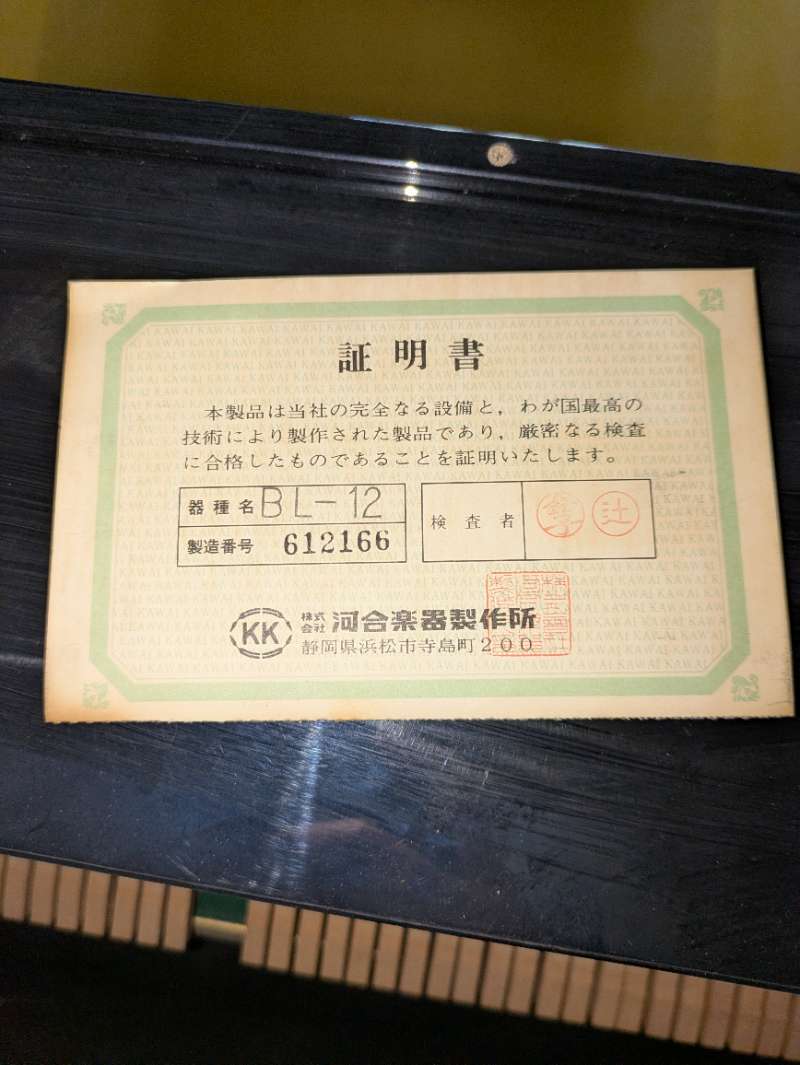 証明書
本製品は当社の完全なる設備と，わが国最高の
技術により製作された製品であり，厳密なる検査
に合格したものであることを証明いたします。
器種名 BL-12
製造番号 612166
検査者 辻
KK 株式会社 河合楽器製作所
静岡県浜松市寺島町200